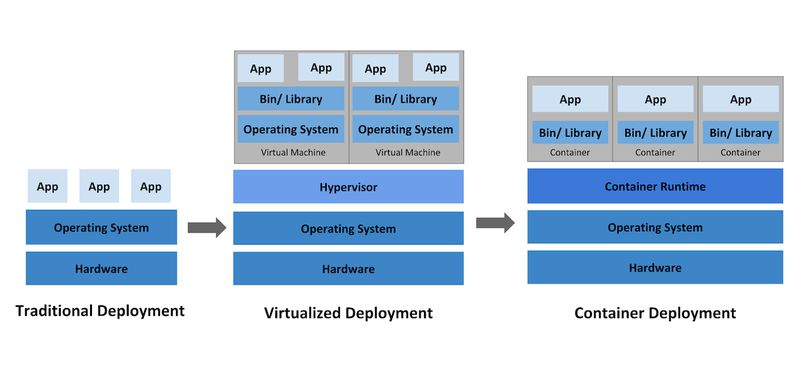 App
App
App
Operating System
Hardware
Traditional Deployment
App
App
Bin/ Library
Operating System
Virtual Machine
App
App
Bin/ Library
Operating System
Virtual Machine
Hypervisor
Operating System
Hardware
Virtualized Deployment
App
Bin/ Library
Container
App
Bin/ Library
Container
App
Bin/ Library
Container
Container Runtime
Operating System
Hardware
Container Deployment